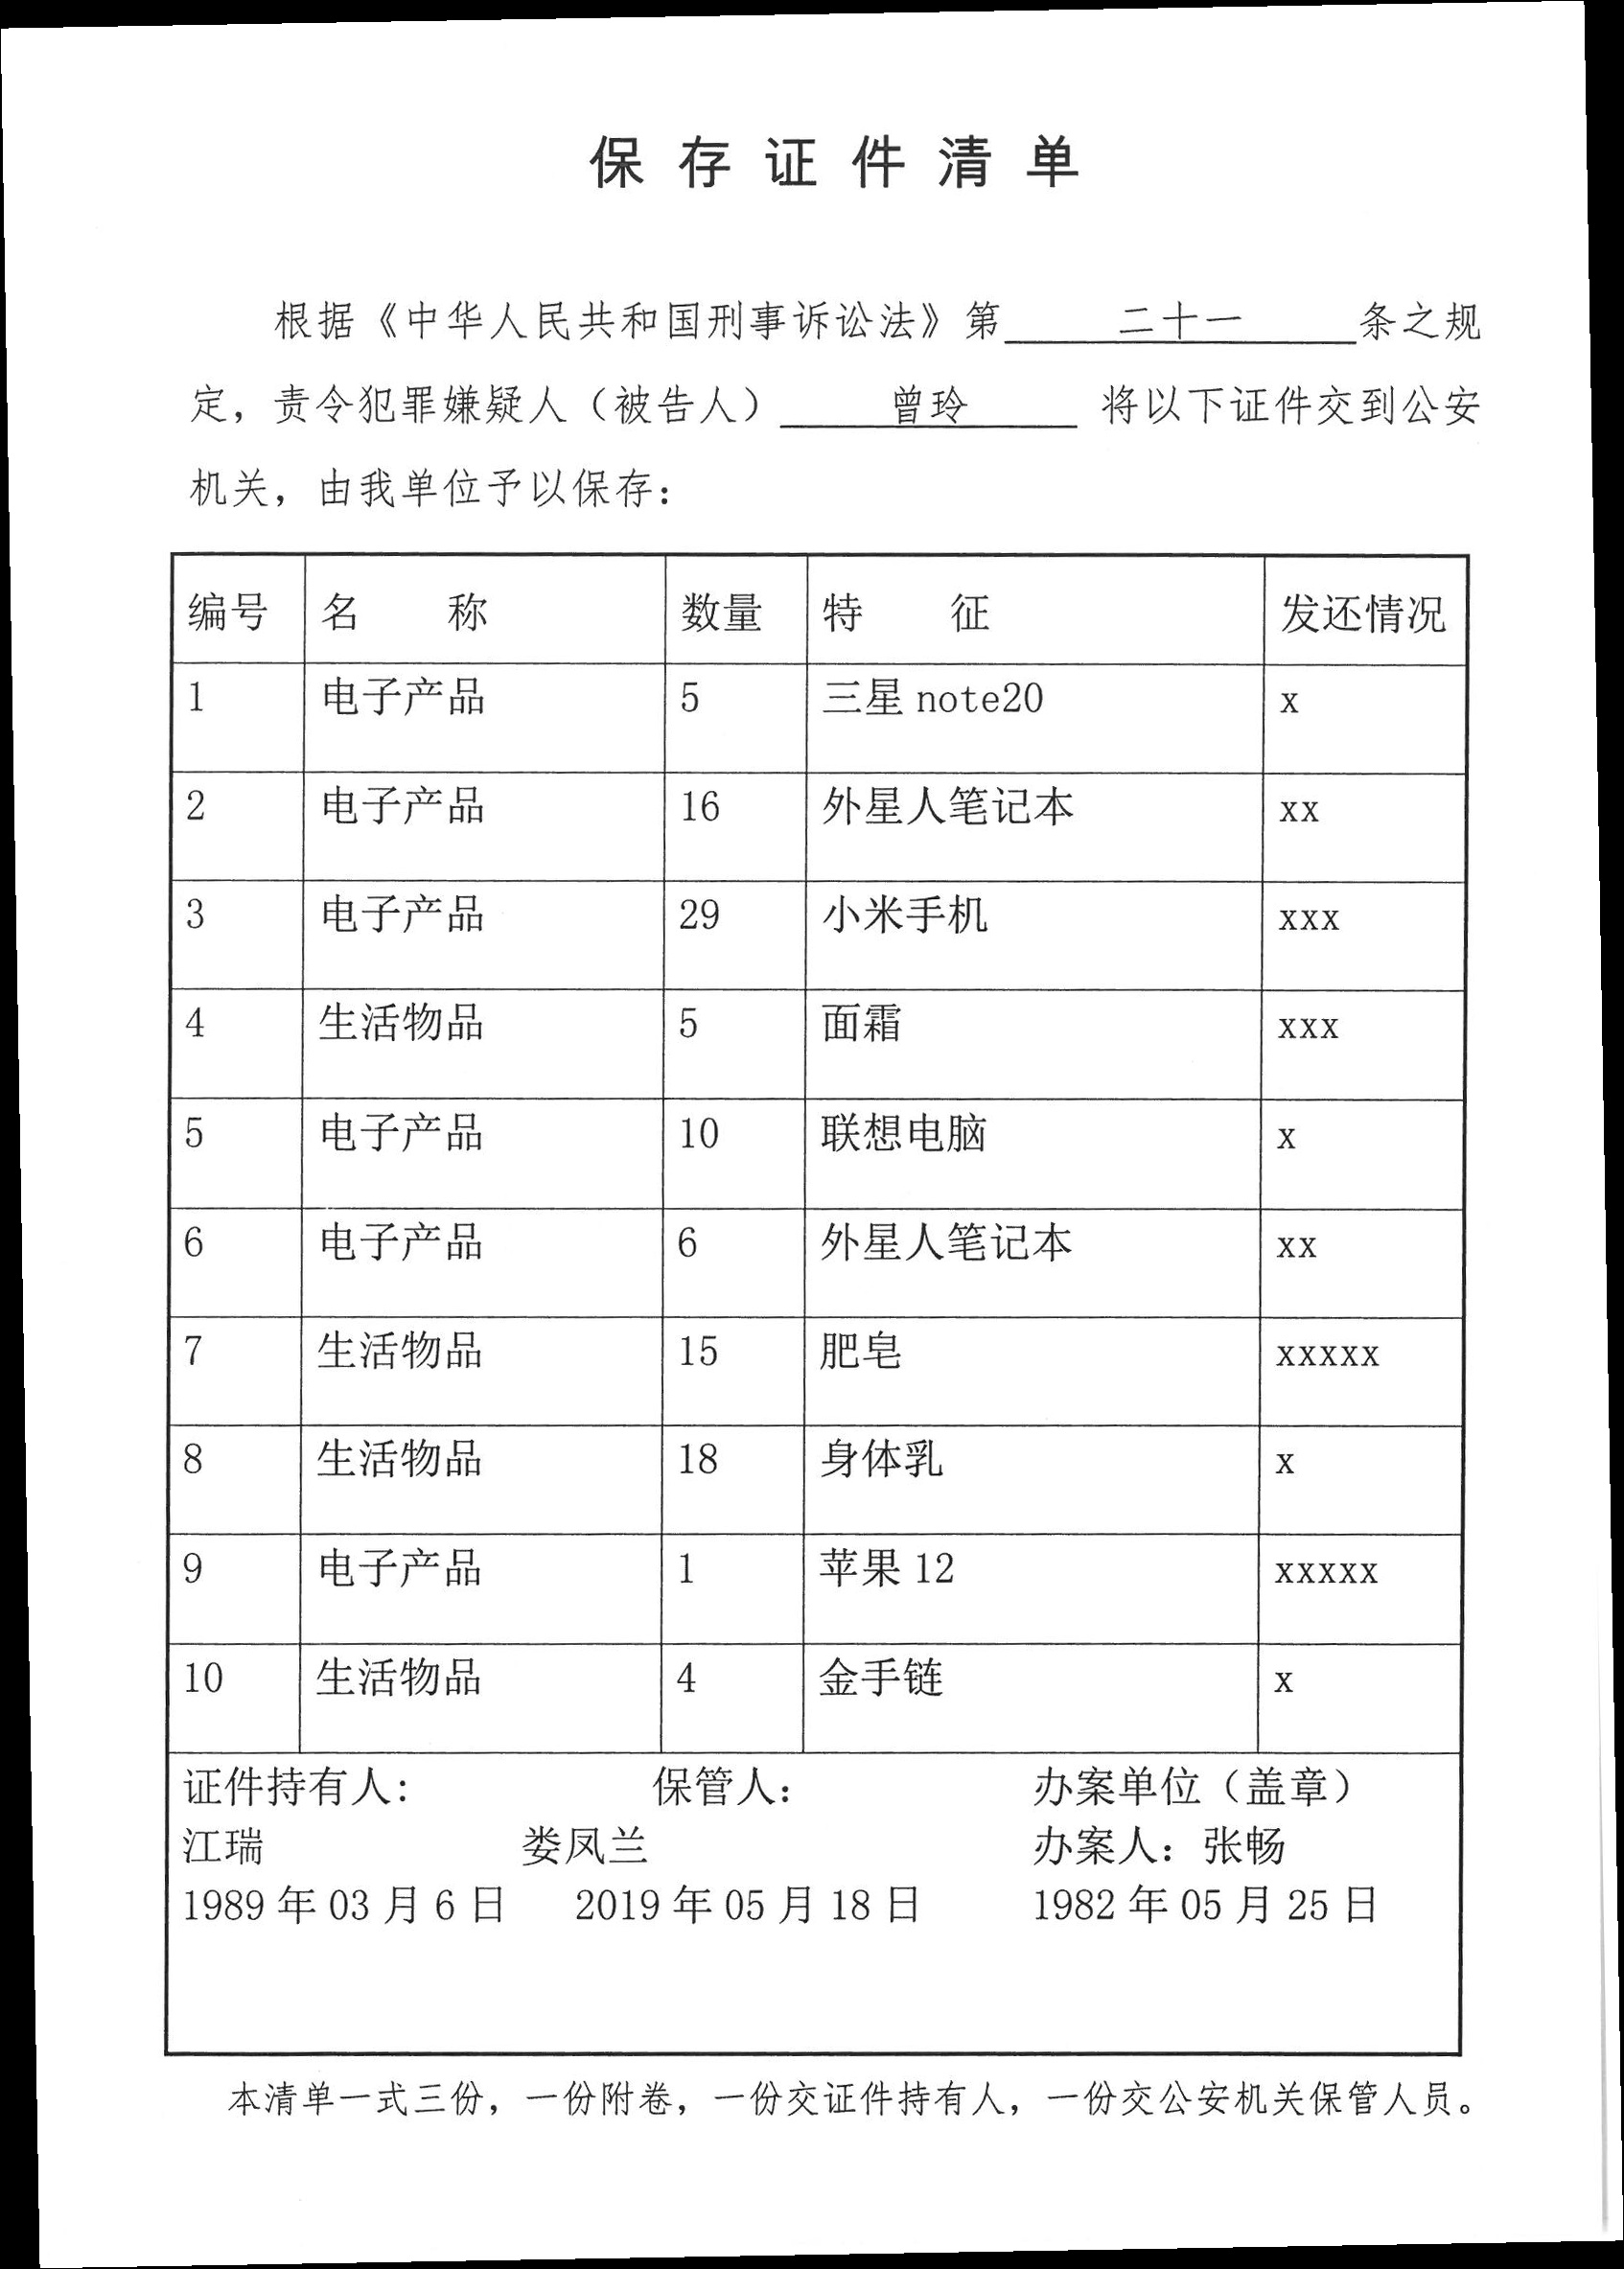 保存证件清单
根据《中华人民共和国刑事诉讼法》第 二十一 条之规
定，责令犯罪嫌疑人（被告人） 曾玲 将以下证件交到公安
机关，由我单位予以保存：
编号 名 称 数量 特 征 发还情况
1 电子产品 5 三星 note20 x
2 电子产品 16 外星人笔记本 xx
3 电子产品 29 小米手机 xxx
4 生活物品 5 面霜 xxx
5 电子产品 10 联想电脑 x
6 电子产品 6 外星人笔记本 xx
7 生活物品 15 肥皂 xxxxx
8 生活物品 18 身体乳 x
9 电子产品 1 苹果 12 xxxxx
10 生活物品 4 金手链 x
证件持有人： 保管人： 办案单位（盖章）
江瑞 娄凤兰 办案人：张畅
1989 年 03 月 6 日 2019 年 05 月 18 日 1982 年 05 月 25 日
本清单一式三份，一份附卷，一份交证件持有人，一份交公安机关保管人员。